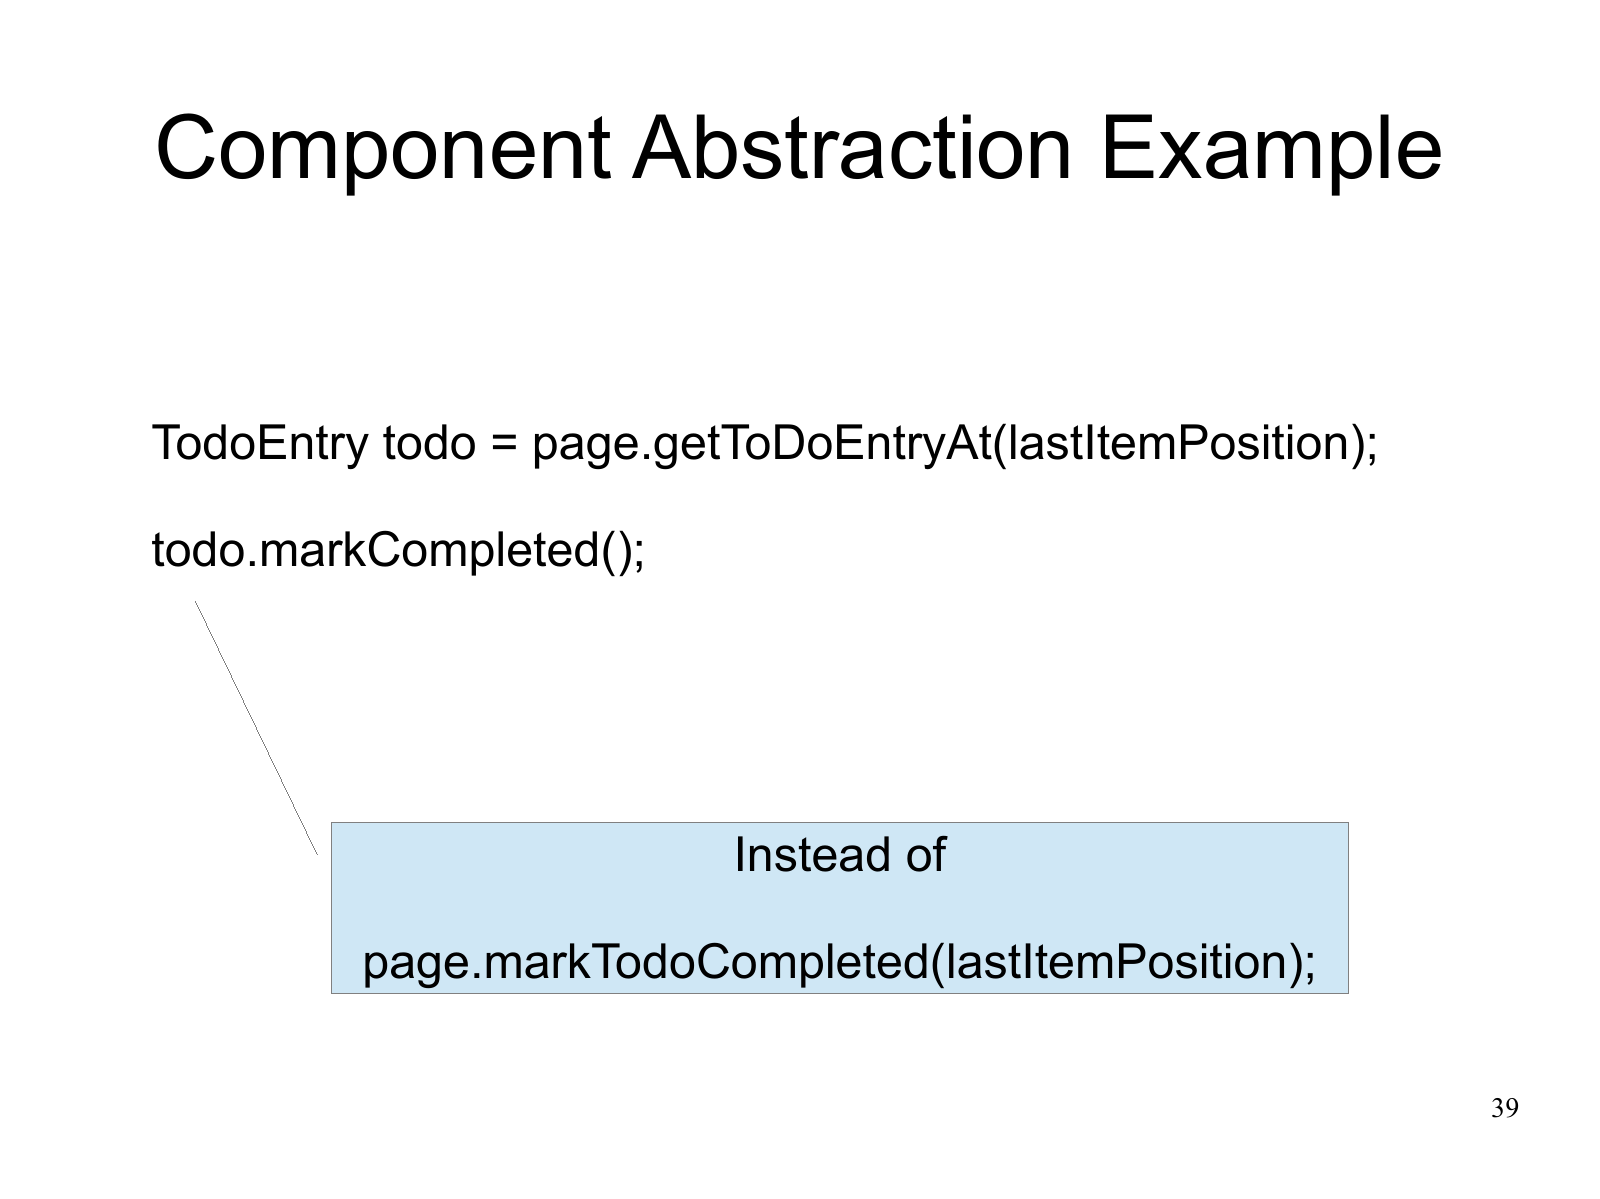 Component Abstraction Example
TodoEntry todo = page.getToDoEntryAt(lastItemPosition);
todo.markCompleted();
Instead of
page.markTodoCompleted(lastItemPosition);
39